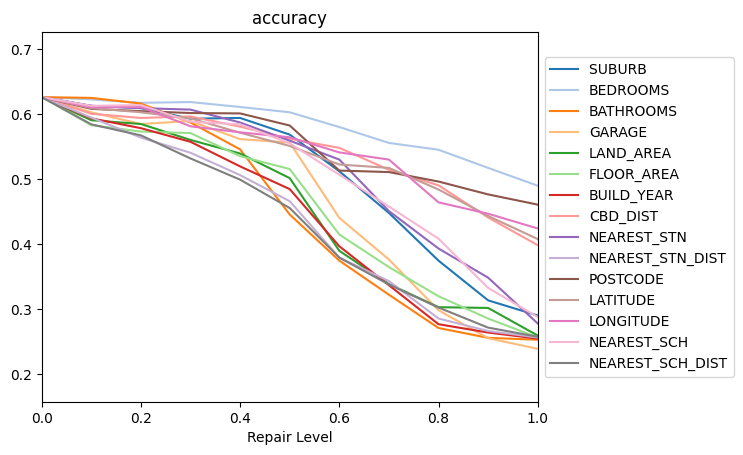 accuracy
0.7
0.6
0.5
0.4
0.3
0.2
0.0 0.2 0.4 0.6 0.8 1.0
Repair Level
SUBURB
BEDROOMS
BATHROOMS
GARAGE
LAND_AREA
FLOOR_AREA
BUILD_YEAR
CBD_DIST
NEAREST_STN
NEAREST_STN_DIST
POSTCODE
LATITUDE
LONGITUDE
NEAREST_SCH
NEAREST_SCH_DIST